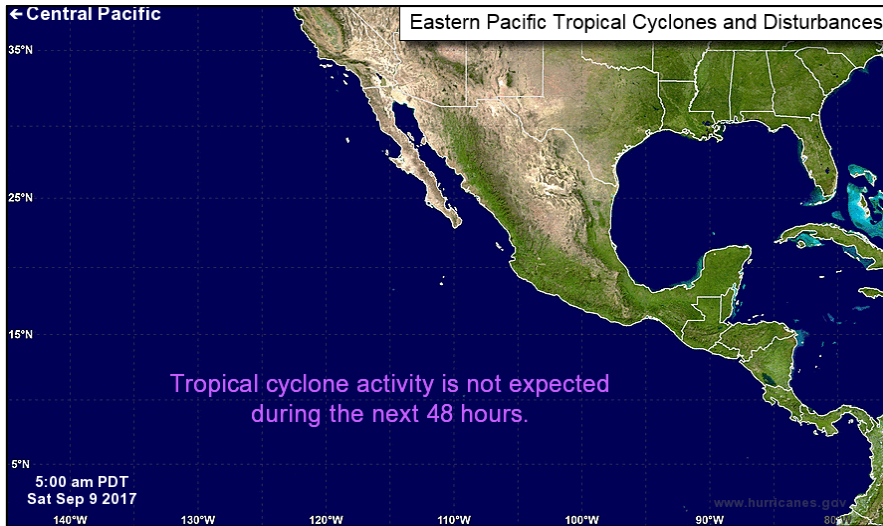 ← Central Pacific
Eastern Pacific Tropical Cyclones and Disturbances
35°N
25°N
15°N
Tropical cyclone activity is not expected
during the next 48 hours.
5°N
5:00 am PDT
Sat Sep 9 2017
www.hurricanes.gov
140°W
130°W
120°W
110°W
100°W
90°W
80°W